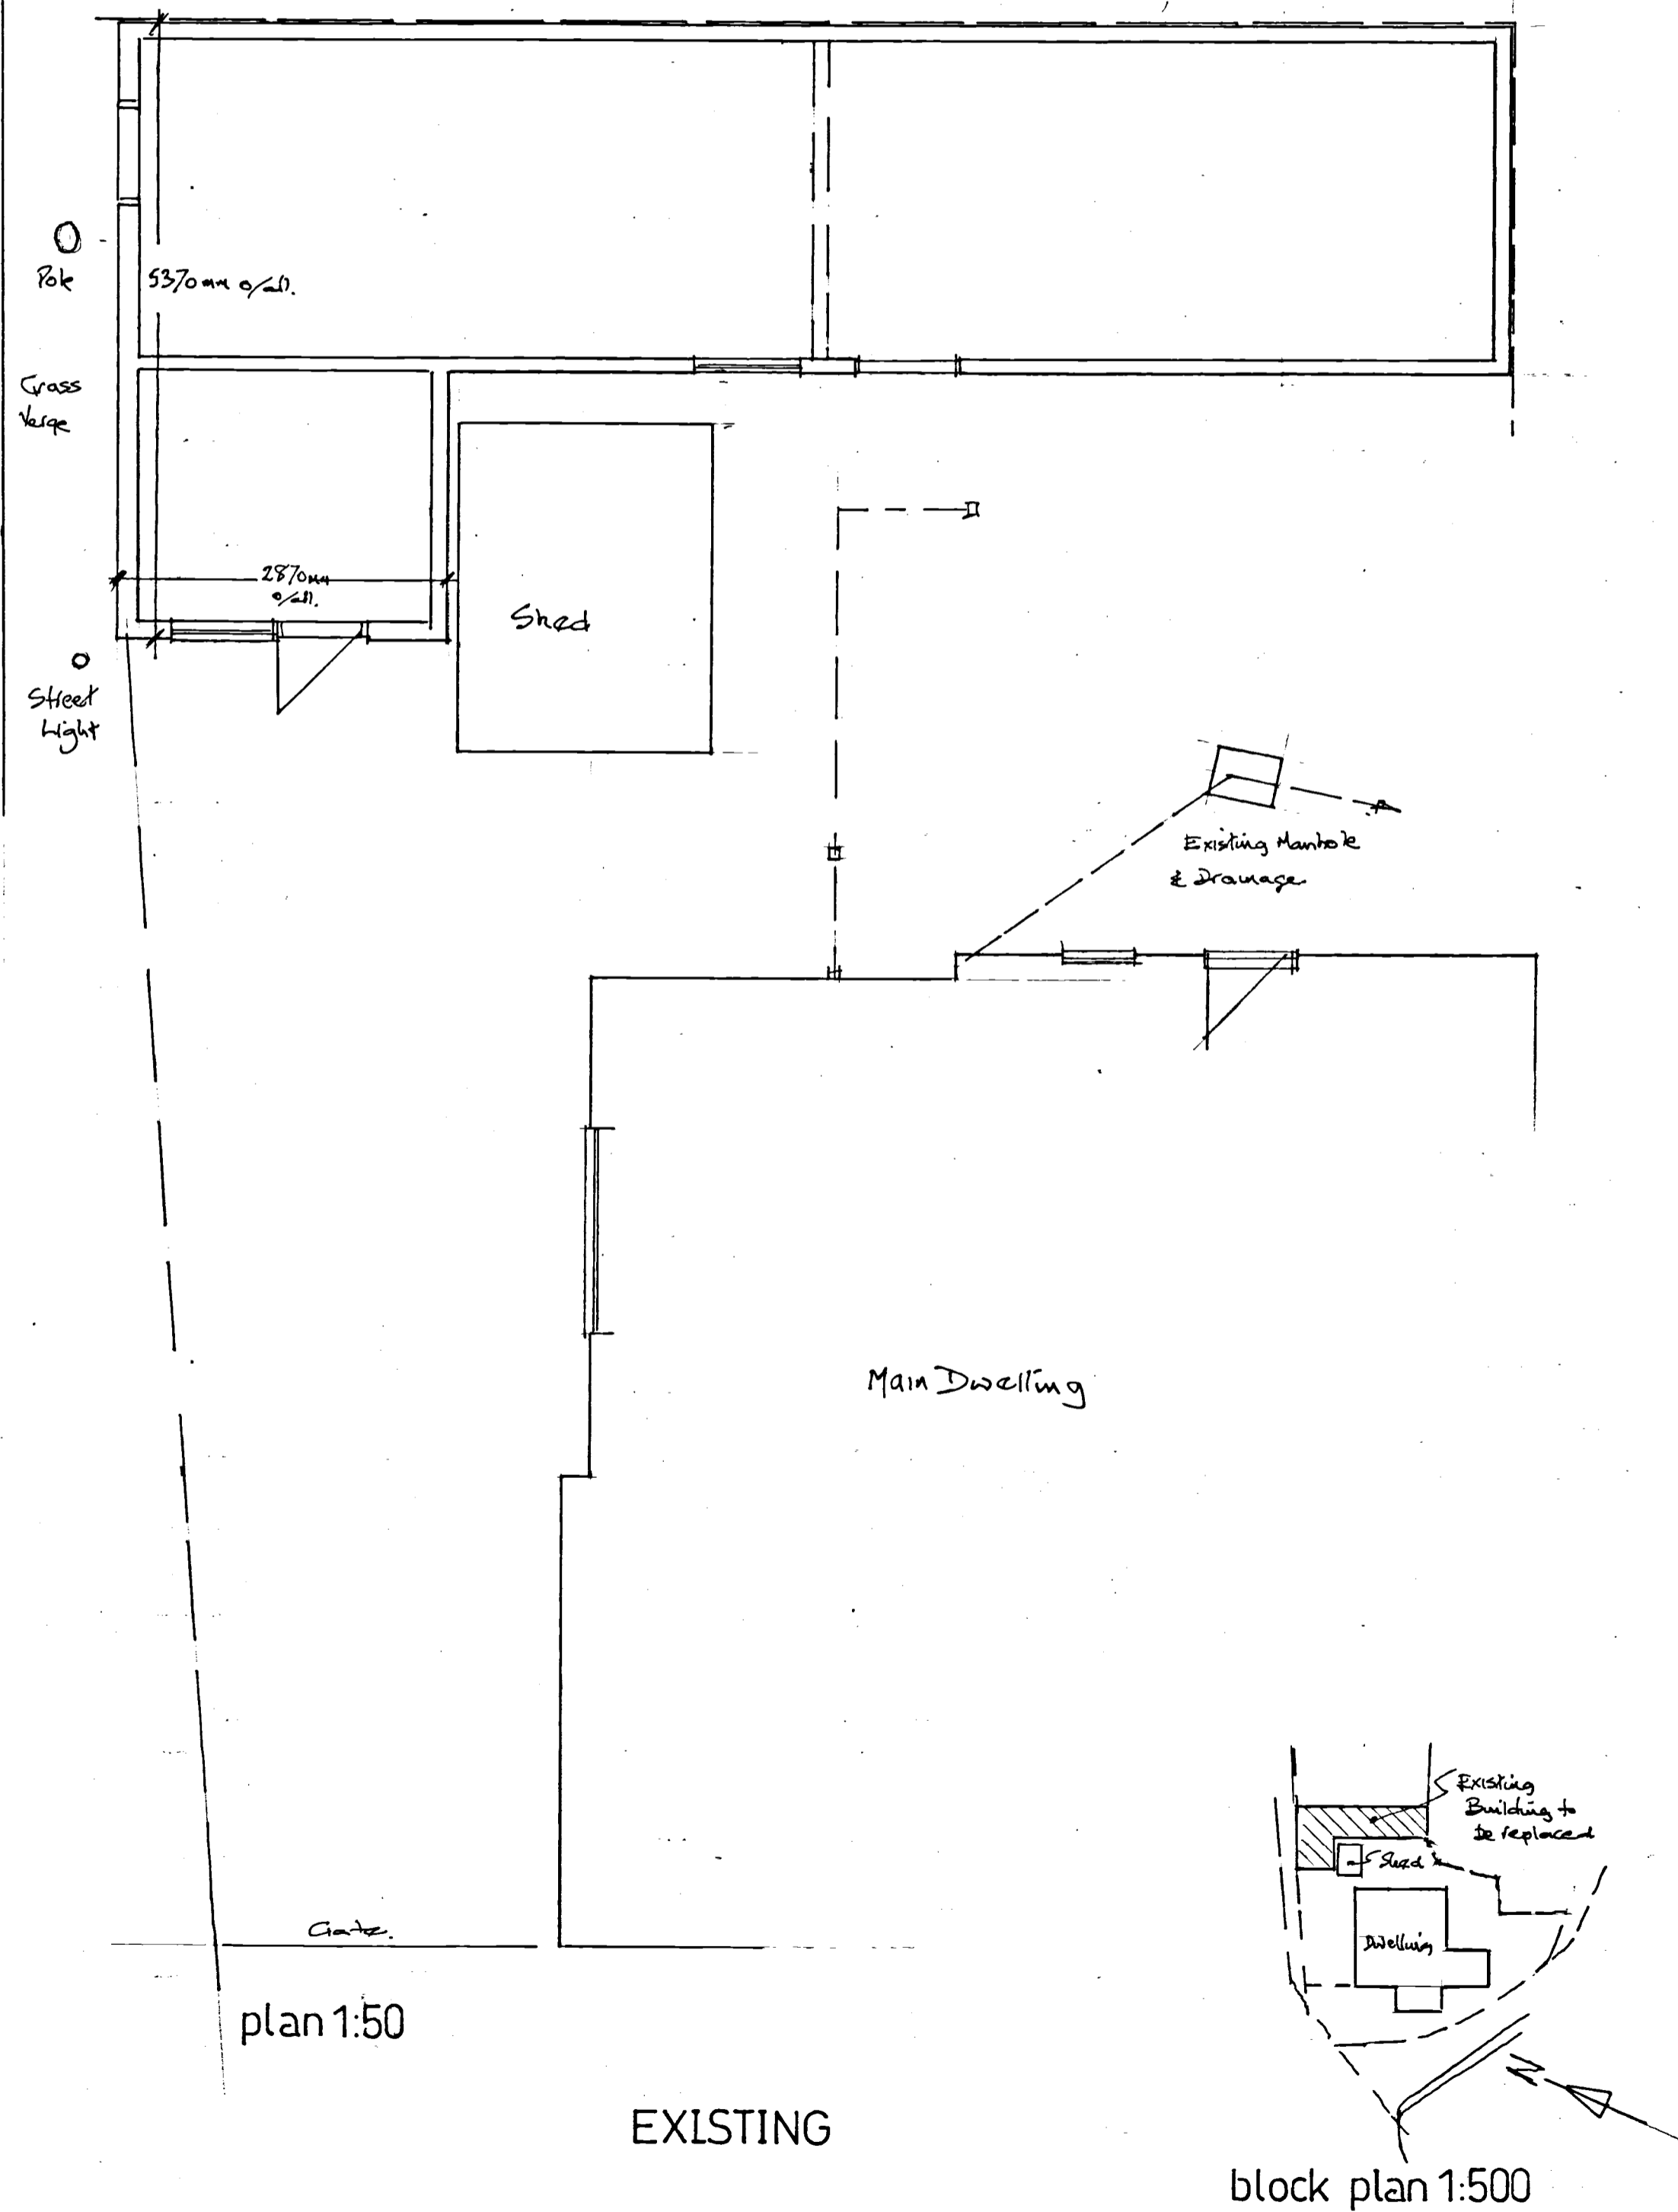 Pole
5370mm o/all.
Grass
Verge
2870mm
o/all.
Shed
Street
Light
Existing Manhole
& Drainage
Main Dwelling
Existing
Building to
be replaced
Shed
Dwelling
Gate.
plan 1:50
N
EXISTING
block plan 1:500